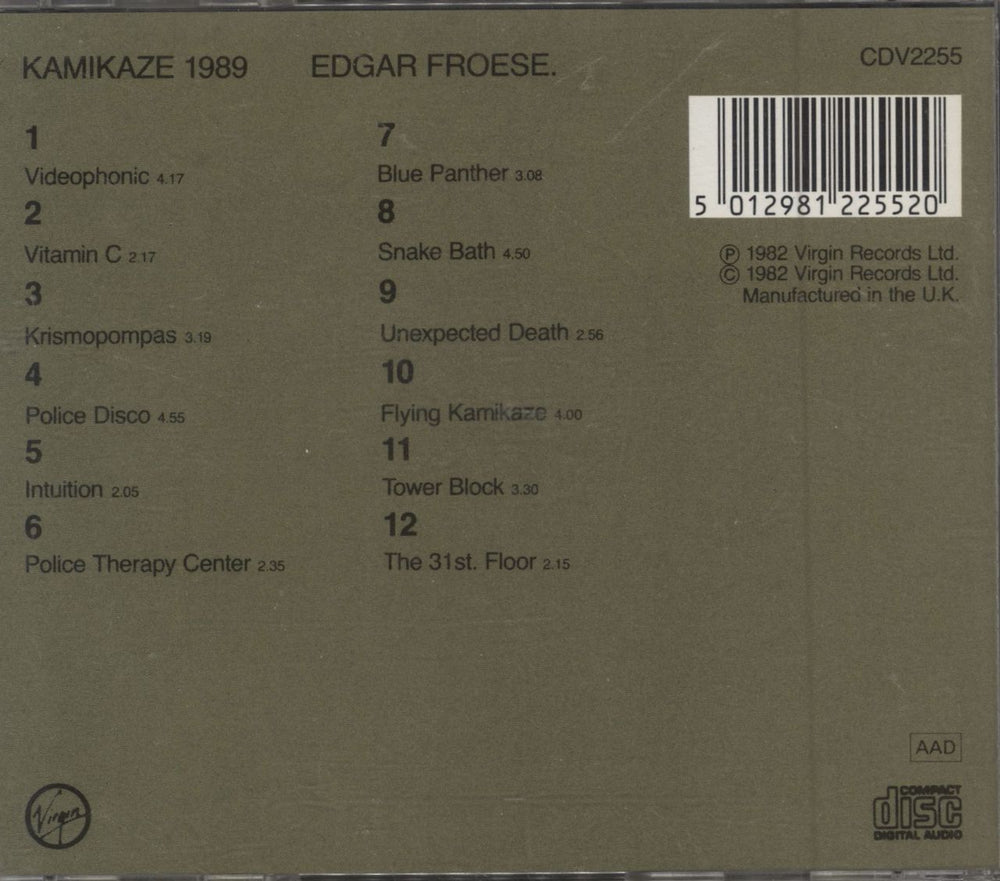 KAMIKAZE 1989 EDGAR FROESE.
CDV2255
1
Videophonic 4.17
2
Vitamin C 2.17
3
Krismopompas 3.19
4
Police Disco 4.55
5
Intuition 2.05
6
Police Therapy Center 2.35
7
Blue Panther 3.08
8
Snake Bath 4.50
9
Unexpected Death 2.56
10
Flying Kamikaze 4.00
11
Tower Block 3.30
12
The 31st. Floor 2.15
5 012981 225520
℗ 1982 Virgin Records Ltd.
© 1982 Virgin Records Ltd.
Manufactured in the U.K.
AAD
Virgin
COMPACT
disc
DIGITAL AUDIO